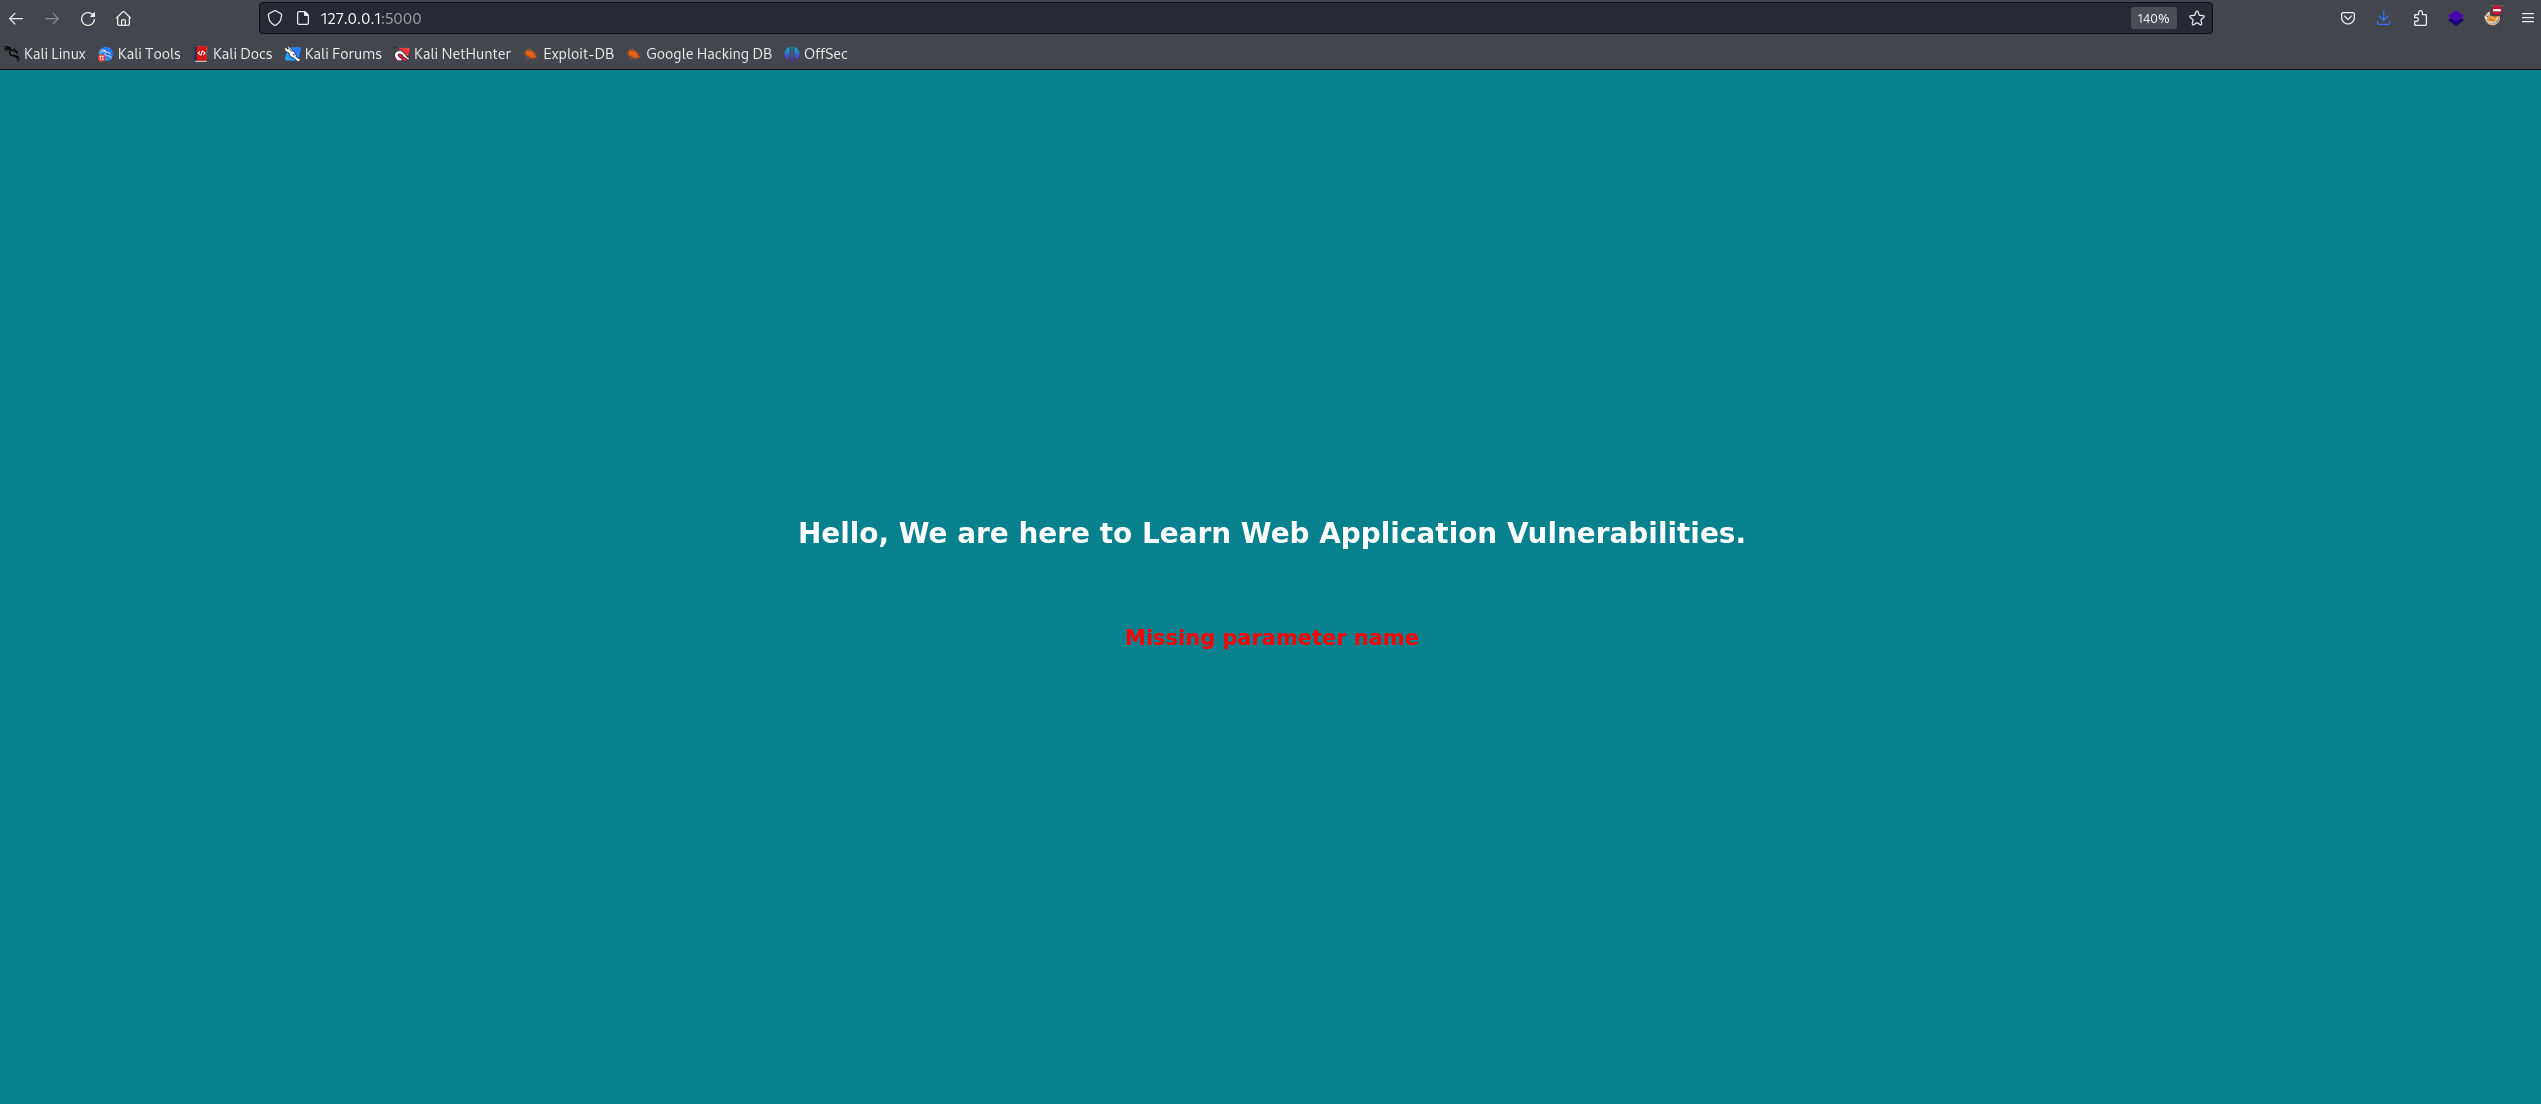 127.0.0.1:5000 140%
Kali Linux Kali Tools Kali Docs Kali Forums Kali NetHunter Exploit-DB Google Hacking DB OffSec
Hello, We are here to Learn Web Application Vulnerabilities.
Missing parameter name